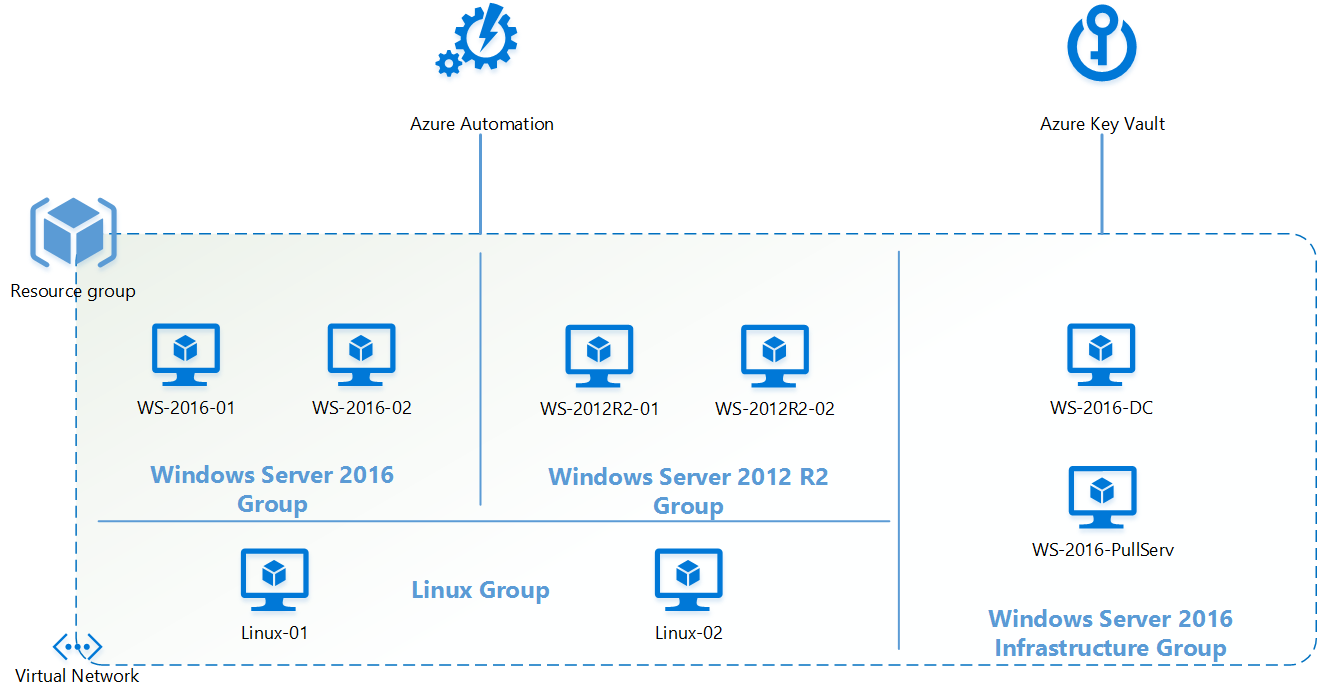 Azure Automation
Azure Key Vault
Resource group
WS-2016-01
WS-2016-02
WS-2012R2-01
WS-2012R2-02
WS-2016-DC
Windows Server 2016
Group
Windows Server 2012 R2
Group
WS-2016-PullServ
Linux-01
Linux Group
Linux-02
Windows Server 2016
Infrastructure Group
Virtual Network